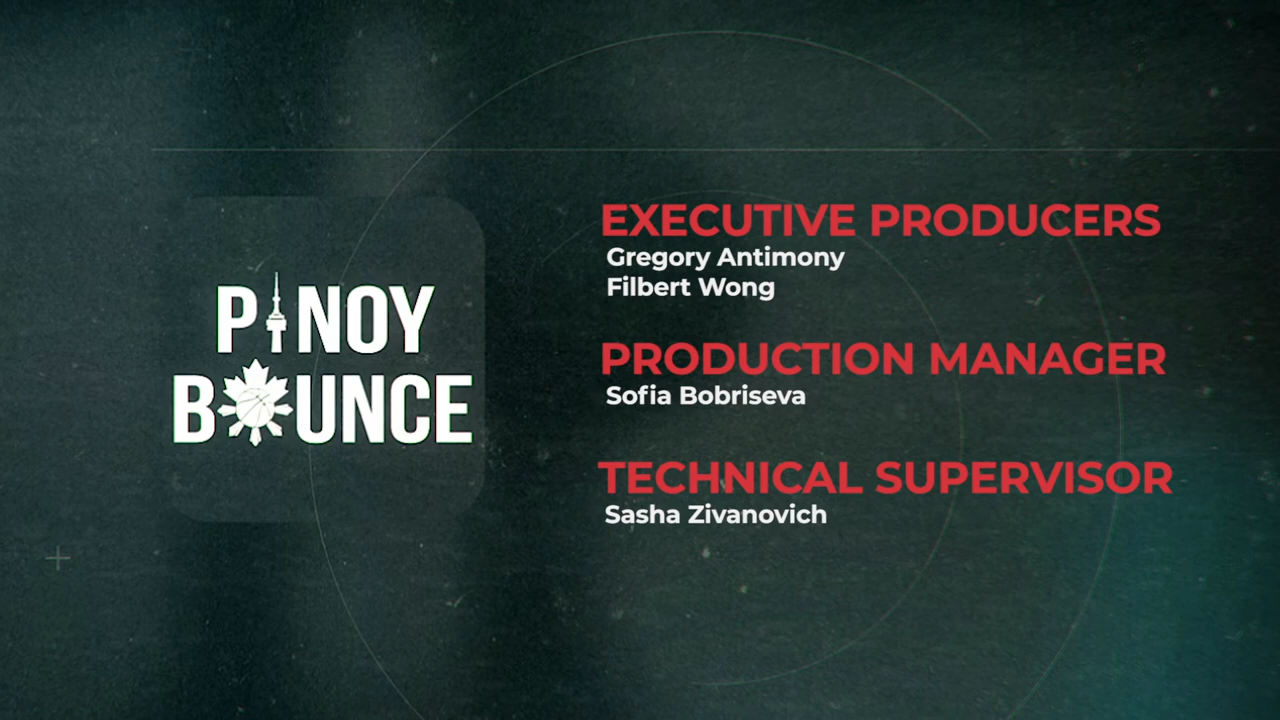 PINOY
BOUNCE
EXECUTIVE PRODUCERS
Gregory Antimony
Filbert Wong
PRODUCTION MANAGER
Sofia Bobriseva
TECHNICAL SUPERVISOR
Sasha Zivanovich